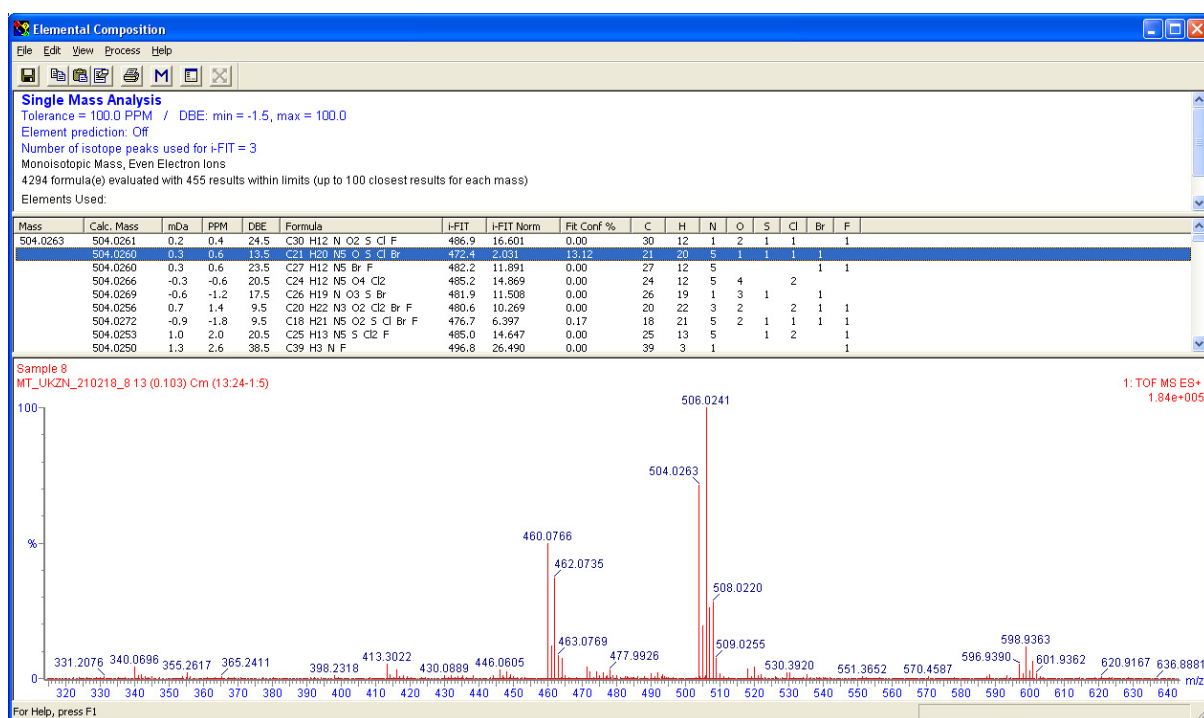 Elemental Composition
File Edit View Process Help
Single Mass Analysis
Tolerance = 100.0 PPM / DBE: min = -1.5, max = 100.0
Element prediction: Off
Number of isotope peaks used for i-FIT = 3
Monoisotopic Mass, Even Electron Ions
4294 formula(e) evaluated with 455 results within limits (up to 100 closest results for each mass)
Elements Used:
Mass Calc. Mass mDa PPM DBE Formula i-FIT i-FIT Norm Fit Conf % C H N O S Cl Br F
504.0263 504.0261 0.2 0.4 24.5 C30 H12 N O2 S Cl F 486.9 16.601 0.00 30 12 1 2 1 1 1
504.0260 0.3 0.6 13.5 C21 H20 N5 O S Cl Br 472.4 2.031 13.12 21 20 5 1 1 1 1
504.0260 0.3 0.6 23.5 C27 H12 N5 Br F 482.2 11.891 0.00 27 12 5 1 1
504.0266 -0.3 -0.6 20.5 C24 H12 N5 O4 Cl2 485.2 14.869 0.00 24 12 5 4 2
504.0269 -0.6 -1.2 17.5 C26 H19 N O3 S Br 481.9 11.508 0.00 26 19 1 3 1 1
504.0256 0.7 1.4 9.5 C20 H22 N3 O2 Cl2 Br F 480.6 10.269 0.00 20 22 3 2 2 1 1
504.0272 -0.9 -1.8 9.5 C18 H21 N5 O2 S Cl Br F 476.7 6.397 0.17 18 21 5 2 1 1 1 1
504.0253 1.0 2.0 20.5 C25 H13 N5 S Cl2 F 485.0 14.647 0.00 25 13 5 1 2 1
504.0250 1.3 2.6 38.5 C39 H3 N F 496.8 26.490 0.00 39 3 1 1
Sample 8
MT_UKZN_210218_8 13 (0.103) Cm (13:24-1:5)
1: TOF MS ES+
1.84e+005
100
506.0241
504.0263
460.0766
%
462.0735
508.0220
463.0769
509.0255
598.9363
331.2076 340.0696 355.2617 365.2411 398.2318 413.3022 430.0889 446.0605 477.9926 530.3920 551.3652 570.4587 596.9390 601.9362 620.9167 636.8881
0
320 330 340 350 360 370 380 390 400 410 420 430 440 450 460 470 480 490 500 510 520 530 540 550 560 570 580 590 600 610 620 630 640 m/z
For Help, press F1